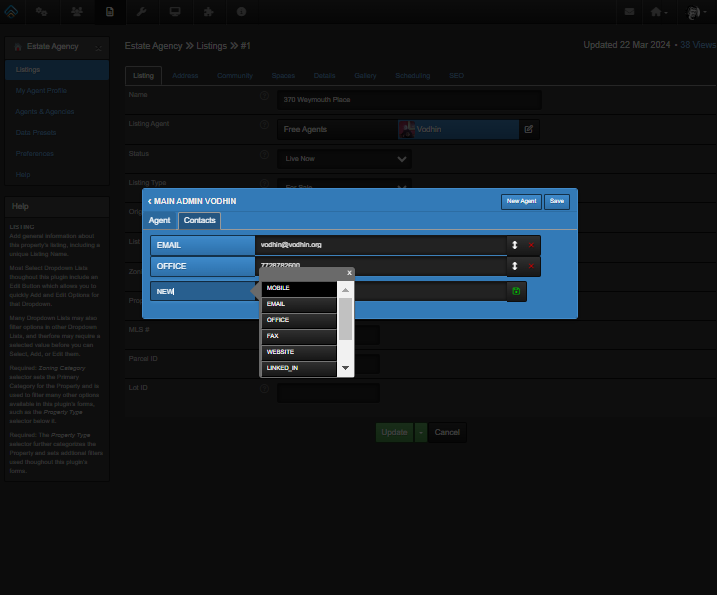 Estate Agency
Listings
My Agent Profile
Agents & Agencies
Data Presets
Preferences
Help
Help
LISTING
Add general information about
this property's listing, including a
unique Listing Name.
Most Select Dropdown Lists
thoughout this plugin include an
Edit Button which allows you to
quickly Add and Edit Options for
that Dropdown.
Many Dropdown Lists may also
filter options in other Dropdown
Lists, and therfore may require a
selected value before you can
Select, Add, or Edit them.
Required: Zoning Category
selector sets the Primary
Category for the Property and is
used to filter many other options
available in this plugin's forms,
such as the Property Type
selector below it.
Required: The Property Type
selector further categorizes the
Property and sets additional filters
used thoughout this plugin's
forms.
Estate Agency » Listings » #1
Updated 22 Mar 2024 • 38 Views
Listing Address Community Spaces Details Gallery Scheduling SEO
Name 370 Weymouth Place
Listing Agent Free Agents Vodhin
Status Live Now
Listing Type For Sale
List
MLS #
Parcel ID
Lot ID
Update Cancel
‹ MAIN ADMIN VODHIN
New Agent Save
Agent Contacts
EMAIL vodhin@vodhin.org X
OFFICE 7728782600 X
NEW
X
MOBILE
EMAIL
OFFICE
FAX
WEBSITE
LINKED_IN